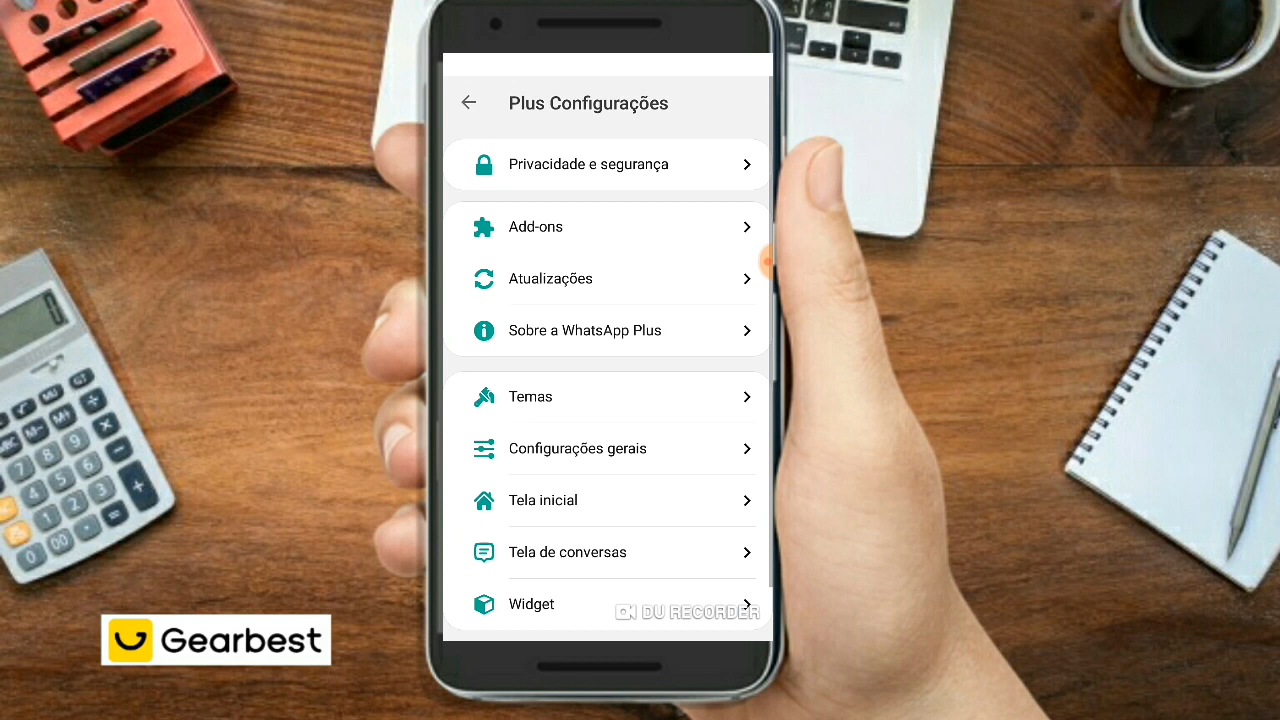 Plus Configurações
Privacidade e segurança
Add-ons
Atualizações
Sobre a WhatsApp Plus
Temas
Configurações gerais
Tela inicial
Tela de conversas
Widget
DU RECORDER
Gearbest